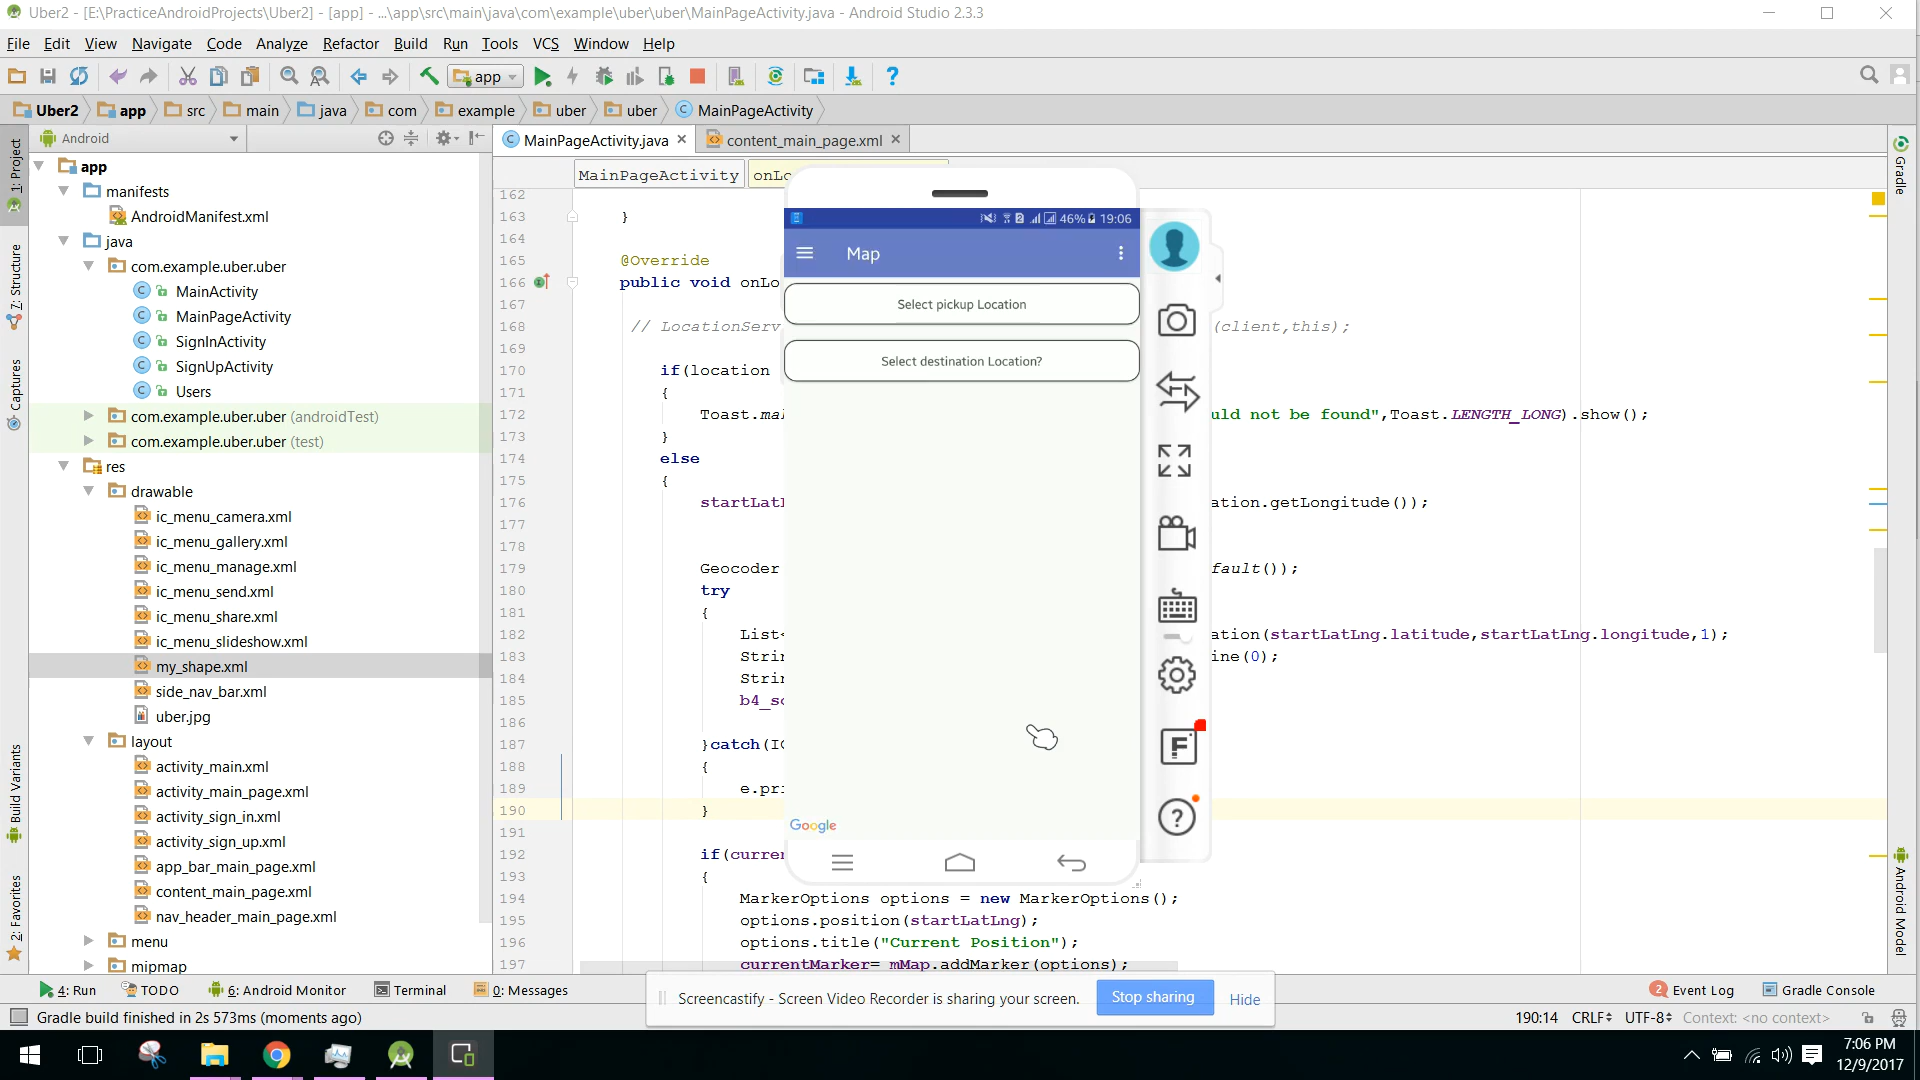 Uber2 - [E:\PracticeAndroidProjects\Uber2] - [app] - ...\app\src\main\java\com\example\uber\uber\MainPageActivity.java - Android Studio 2.3.3
File Edit View Navigate Code Analyze Refactor Build Run Tools VCS Window Help
app
Uber2 app src main java com example uber uber MainPageActivity
Android
MainPageActivity.java content_main_page.xml
1: Project
7: Structure
Captures
Build Variants
2: Favorites
app
manifests
AndroidManifest.xml
java
com.example.uber.uber
MainActivity
MainPageActivity
SignInActivity
SignUpActivity
Users
com.example.uber.uber (androidTest)
com.example.uber.uber (test)
res
drawable
ic_menu_camera.xml
ic_menu_gallery.xml
ic_menu_manage.xml
ic_menu_send.xml
ic_menu_share.xml
ic_menu_slideshow.xml
my_shape.xml
side_nav_bar.xml
uber.jpg
layout
activity_main.xml
activity_main_page.xml
activity_sign_in.xml
activity_sign_up.xml
app_bar_main_page.xml
content_main_page.xml
nav_header_main_page.xml
menu
mipmap
MainPageActivity onLo
162
163 }
164
165 @Override
166 public void onLo
167
168 // LocationServ (client,this);
169
170 if(location
171 {
172 Toast.ma uld not be found",Toast.LENGTH_LONG).show();
173 }
174 else
175 {
176 startLatL ation.getLongitude());
177
178
179 Geocoder fault());
180 try
181 {
182 List< ation(startLatLng.latitude,startLatLng.longitude,1);
183 Strin ine(0);
184 Strin
185 b4_so
186
187 }catch(IO
188 {
189 e.pri
190 }
191
192 if(curren
193 {
194 MarkerOptions options = new MarkerOptions();
195 options.position(startLatLng);
196 options.title("Current Position");
197 currentMarker= mMap.addMarker(options);
46% 19:06
Map
Select pickup Location
Select destination Location?
Google
F
?
Gradle
Android Model
4: Run TODO 6: Android Monitor Terminal 0: Messages
Screencastify - Screen Video Recorder is sharing your screen. Stop sharing Hide
2 Event Log Gradle Console
Gradle build finished in 2s 573ms (moments ago)
190:14 CRLF UTF-8 Context: <no context>
7:06 PM
12/9/2017